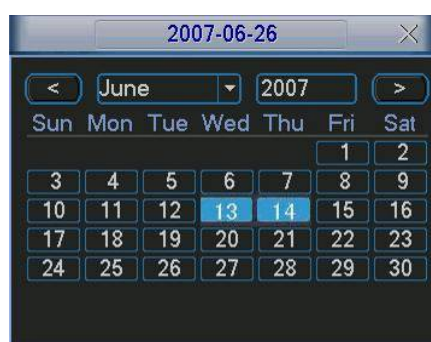 2007-06-26
< June 2007 >
Sun Mon Tue Wed Thu Fri Sat
1 2
3 4 5 6 7 8 9
10 11 12 13 14 15 16
17 18 19 20 21 22 23
24 25 26 27 28 29 30